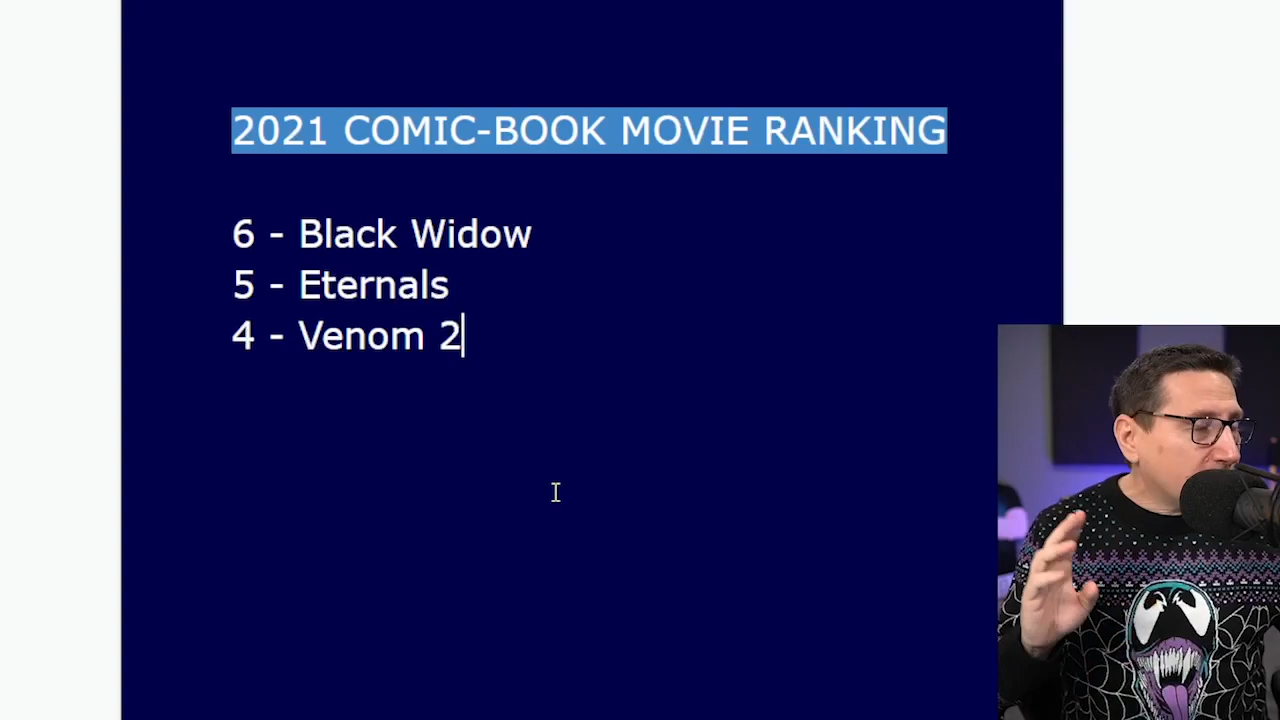 2021 COMIC-BOOK MOVIE RANKING
6 - Black Widow
5 - Eternals
4 - Venom 2